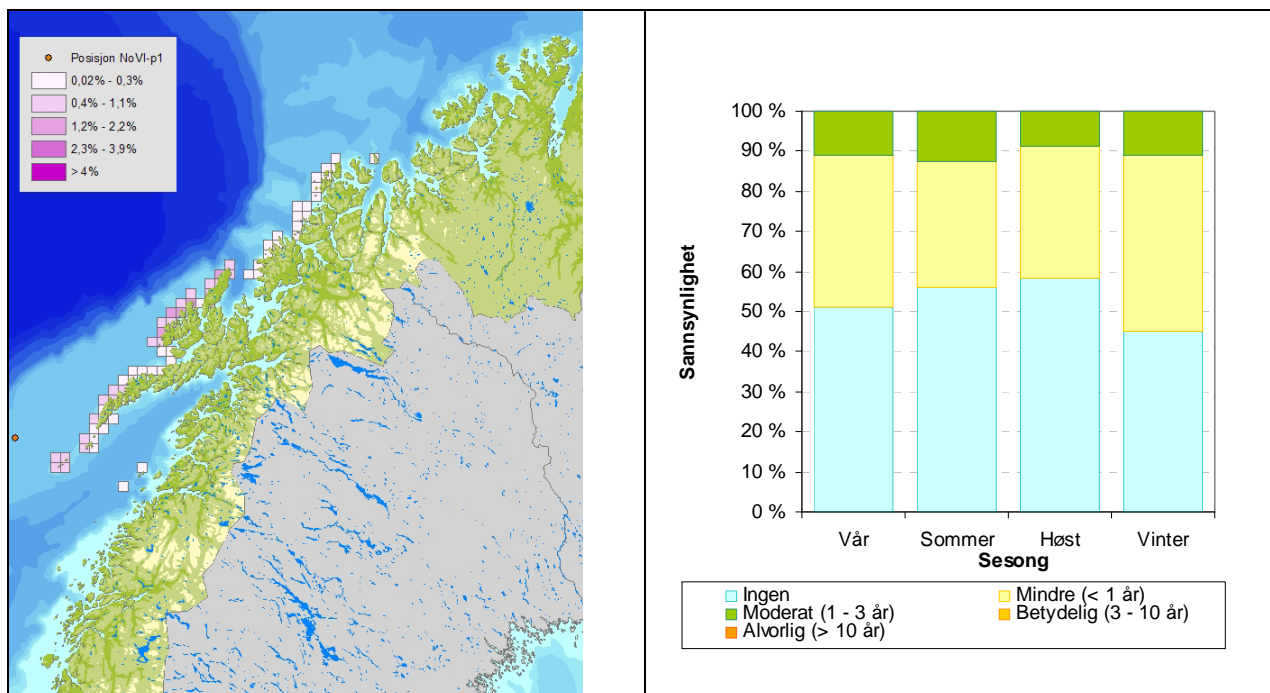 Posisjon NoVI-p1
0,02% - 0,3%
0,4% - 1,1%
1,2% - 2,2%
2,3% - 3,9%
> 4%
100 %
90 %
80 %
70 %
60 %
50 %
40 %
30 %
20 %
10 %
0 %
Sannsynlighet
Vår Sommer Høst Vinter
Sesong
Ingen Mindre (< 1 år)
Moderat (1 - 3 år) Betydelig (3 - 10 år)
Alvorlig (> 10 år)